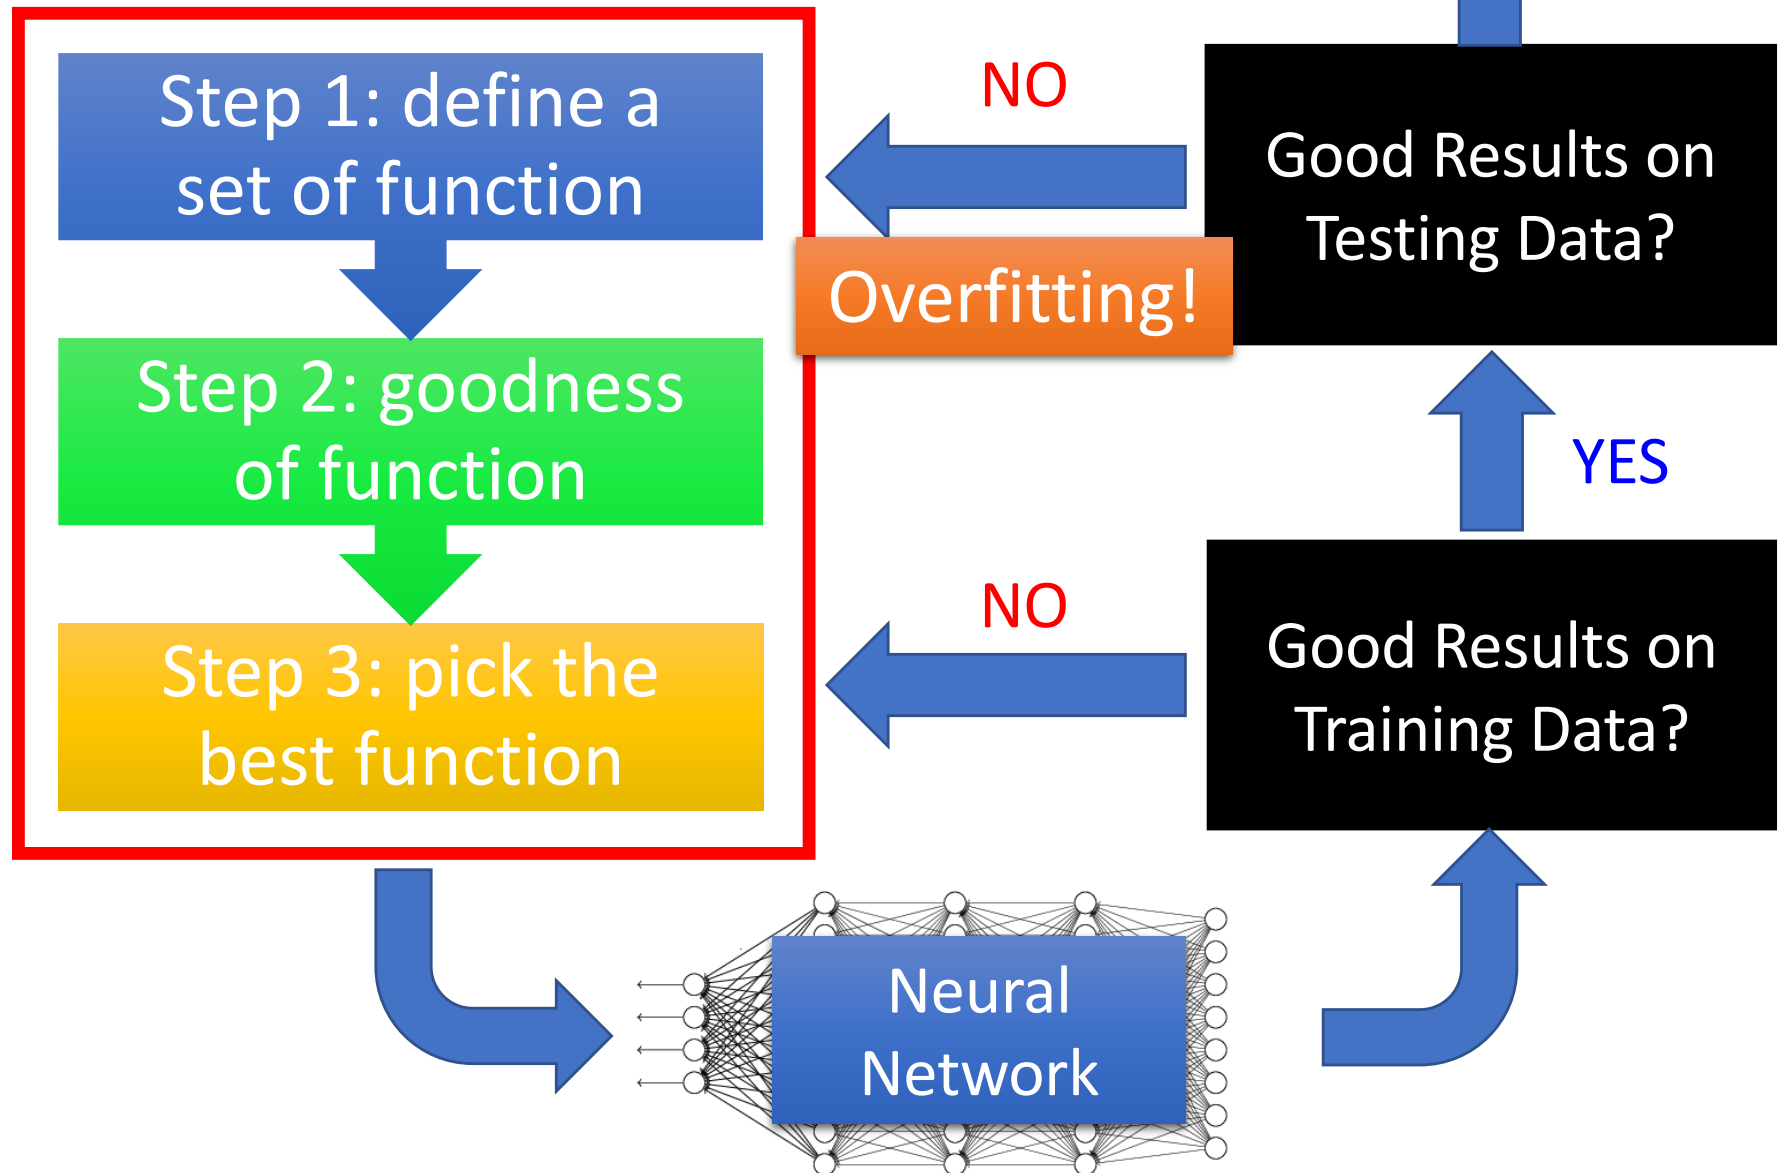 Step 1: define a
set of function
Step 2: goodness
of function
Step 3: pick the
best function
NO
Overfitting!
Good Results on
Testing Data?
YES
NO
Good Results on
Training Data?
Neural
Network